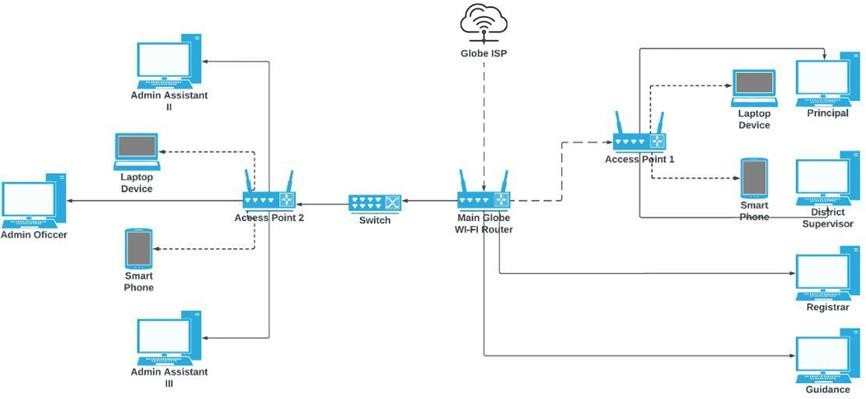 Globe ISP
Admin Assistant
II
Laptop
Device
Principal
Laptop
Device
Access Point 1
Admin Oficcer
Access Point 2
Switch
Main Globe
WI-FI Router
Smart
Phone
District
Supervisor
Smart
Phone
Registrar
Admin Assistant
III
Guidance